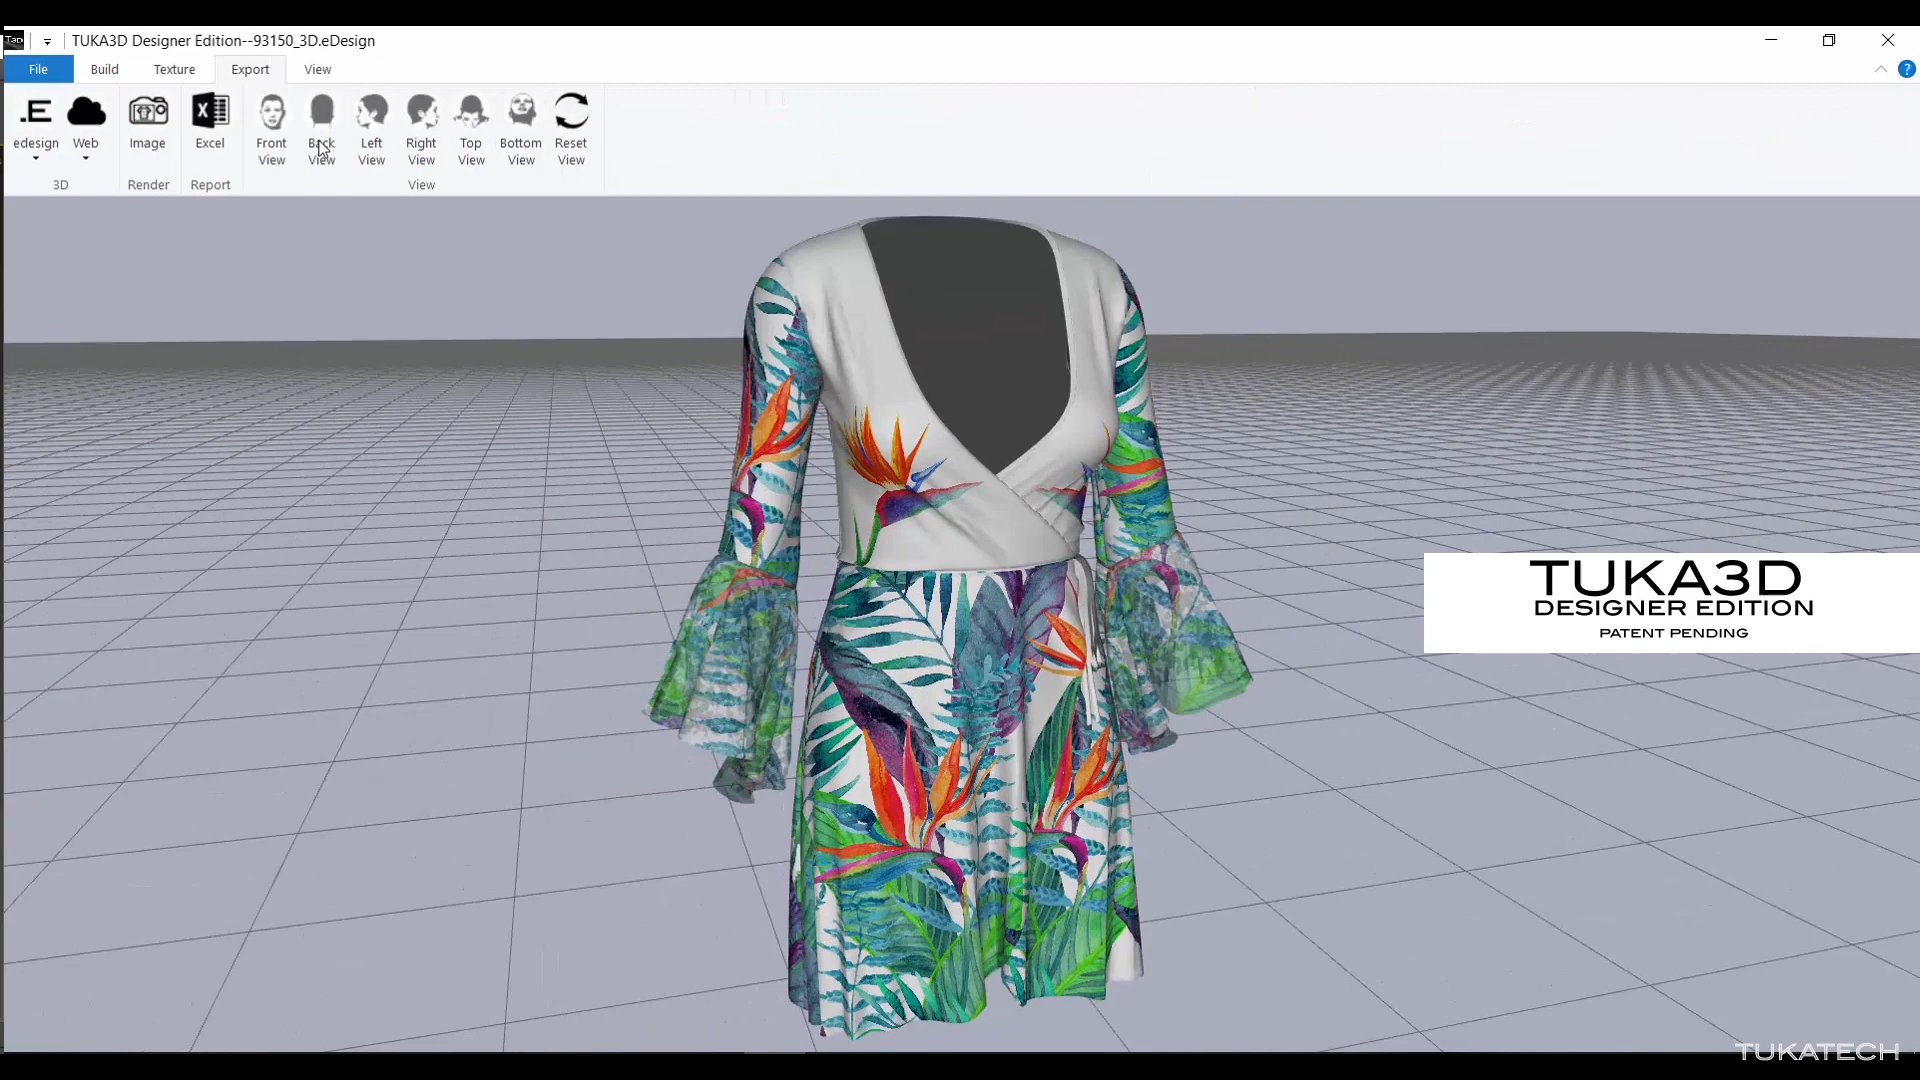 TUKA3D Designer Edition--93150_3D.eDesign
File Build Texture Export View
.E
edesign Web Image Excel Front View Back View Left View Right View Top View Bottom View Reset View
3D Render Report View
TUKA3D
DESIGNER EDITION
PATENT PENDING
TUKATECH